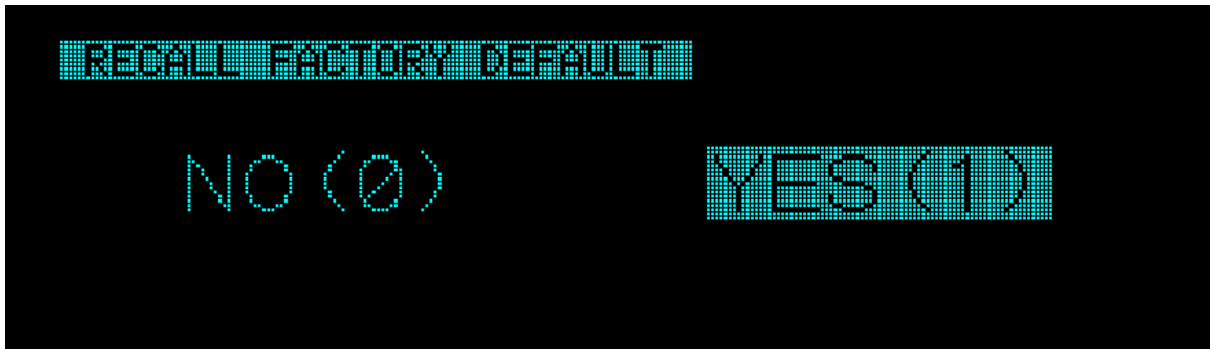 RECALL FACTORY DEFAULT
NO(0) YES(1)